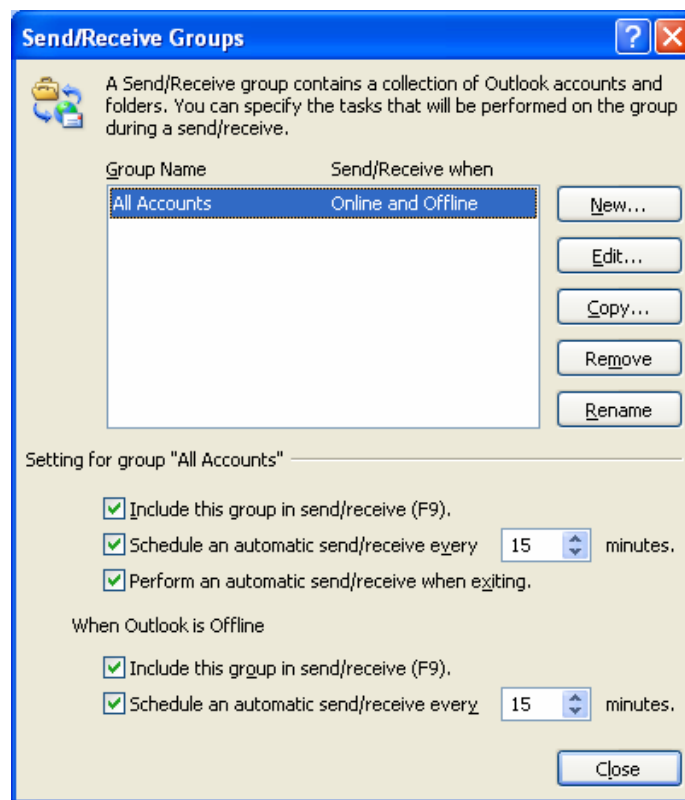 Send/Receive Groups
A Send/Receive group contains a collection of Outlook accounts and
folders. You can specify the tasks that will be performed on the group
during a send/receive.
Group Name Send/Receive when
All Accounts Online and Offline
New...
Edit...
Copy...
Remove
Rename
Setting for group "All Accounts"
Include this group in send/receive (F9).
Schedule an automatic send/receive every 15 minutes.
Perform an automatic send/receive when exiting.
When Outlook is Offline
Include this group in send/receive (F9).
Schedule an automatic send/receive every 15 minutes.
Close